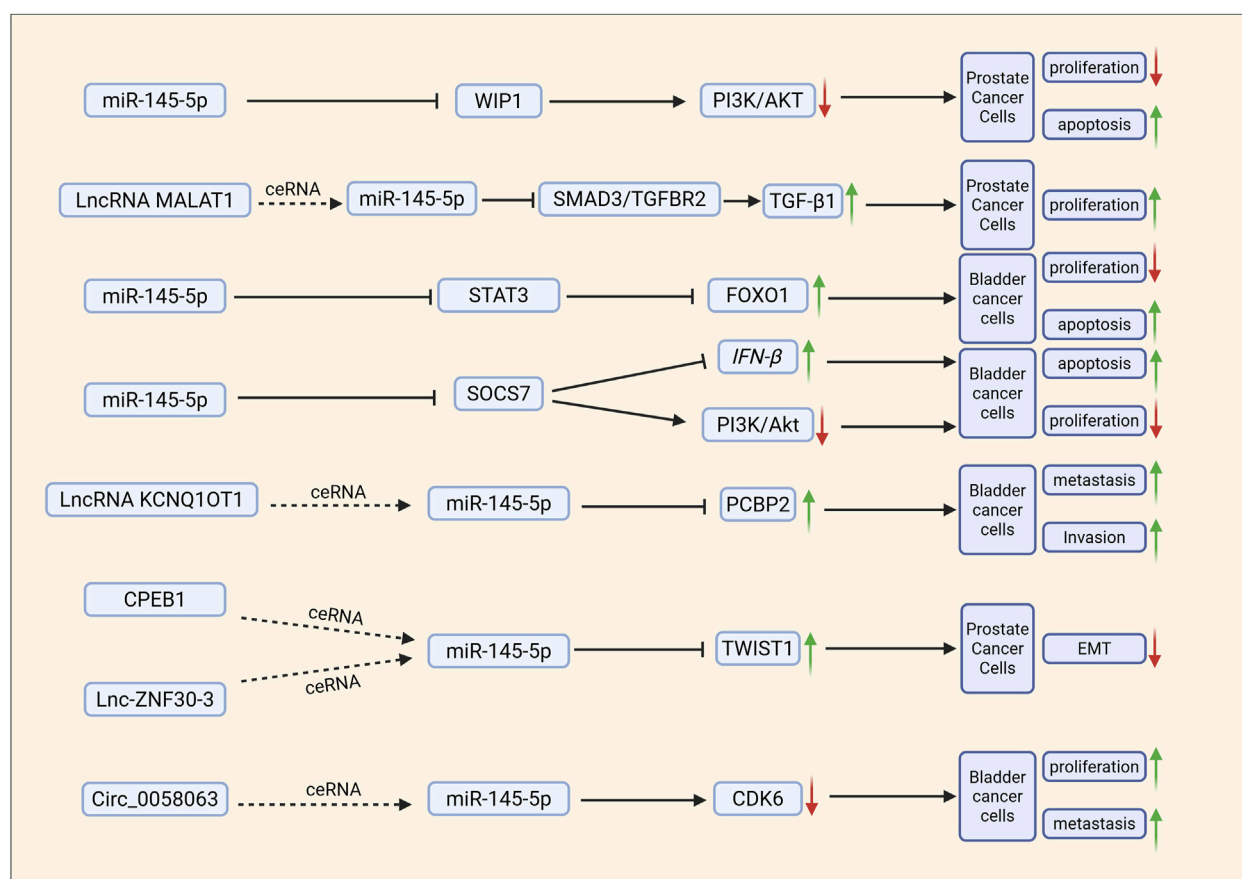 miR-145-5p
WIP1
PI3K/AKT
Prostate
Cancer
Cells
proliferation
apoptosis
LncRNA MALAT1
ceRNA
miR-145-5p
SMAD3/TGFBR2
TGF-β1
Prostate
Cancer
Cells
proliferation
miR-145-5p
STAT3
FOXO1
Bladder
cancer
cells
proliferation
apoptosis
miR-145-5p
SOCS7
IFN-β
PI3K/Akt
Bladder
cancer
cells
apoptosis
proliferation
LncRNA KCNQ1OT1
ceRNA
miR-145-5p
PCBP2
Bladder
cancer
cells
metastasis
Invasion
CPEB1
ceRNA
Lnc-ZNF30-3
ceRNA
miR-145-5p
TWIST1
Prostate
Cancer
Cells
EMT
Circ_0058063
ceRNA
miR-145-5p
CDK6
Bladder
cancer
cells
proliferation
metastasis